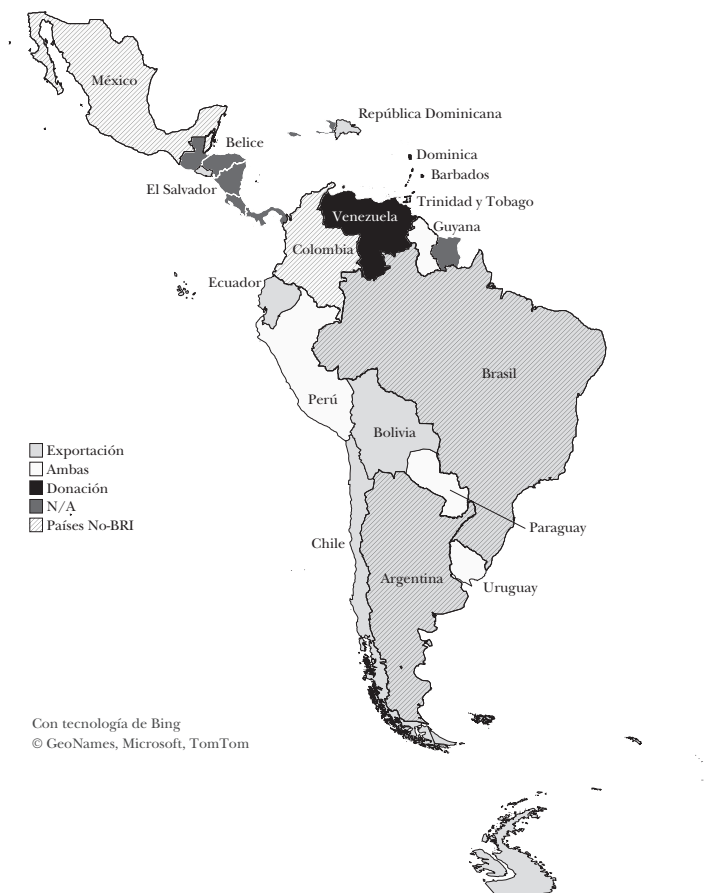 México
República Dominicana
Belice
Dominica
Barbados
El Salvador
Trinidad y Tobago
Venezuela
Guyana
Colombia
Ecuador
Brasil
Perú
Bolivia
Exportación
Ambas
Donación
N/A
Países No-BRI
Paraguay
Chile
Argentina
Uruguay
Con tecnología de Bing
© GeoNames, Microsoft, TomTom